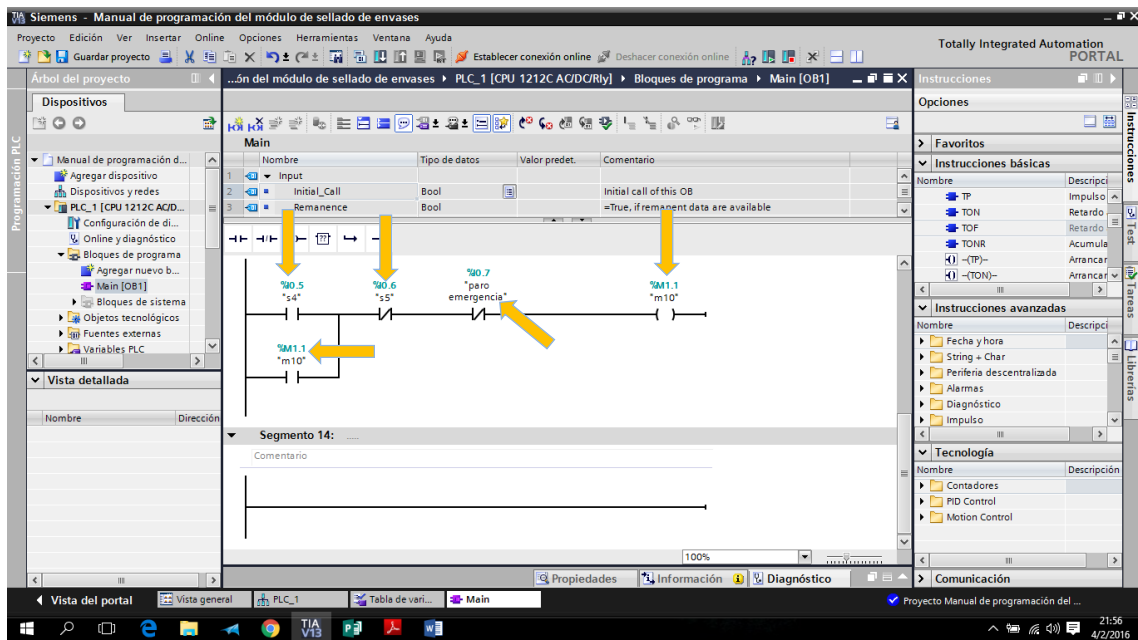 Siemens - Manual de programación del módulo de sellado de envases
Proyecto Edición Ver Insertar Online Opciones Herramientas Ventana Ayuda
Totally Integrated Automation
PORTAL
Guardar proyecto
Establecer conexión online
Deshacer conexión online
Árbol del proyecto
...ón del módulo de sellado de envases PLC_1 [CPU 1212C AC/DC/Rly] Bloques de programa Main [OB1]
Instrucciones
Dispositivos
Opciones
Programación PLC
Main
Nombre Tipo de datos Valor predet. Comentario
1 Input
2 Initial_Call Bool Initial call of this OB
3 Remanence Bool =True, if remanent data are available
Manual de programación d...
Agregar dispositivo
Dispositivos y redes
PLC_1 [CPU 1212C AC/D...
Configuración de di...
Online y diagnóstico
Bloques de programa
Agregar nuevo b...
Main [OB1]
Bloques de sistema
Objetos tecnológicos
Fuentes externas
Variables PLC
Vista detallada
Nombre Dirección
??
%I0.5
"s4"
%I0.6
"s5"
%I0.7
"paro
emergencia"
%M1.1
"m10"
%M1.1
"m10"
Segmento 14: .....
Comentario
100%
Favoritos
Instrucciones básicas
Nombre Descripci
TP Impulso
TON Retardo
TOF Retardo
TONR Acumula
–(TP)– Arrancar
–(TON)– Arrancar
Instrucciones avanzadas
Nombre Descripci
Fecha y hora
String + Char
Periferia descentralizada
Alarmas
Diagnóstico
Impulso
Tecnología
Nombre Descripción
Contadores
PID Control
Motion Control
Comunicación
Instrucciones
Test
Tareas
Librerías
Propiedades Información Diagnóstico
Vista del portal Vista general PLC_1 Tabla de vari... Main
Proyecto Manual de programación del ...
TIA
V13
21:56
4/2/2016